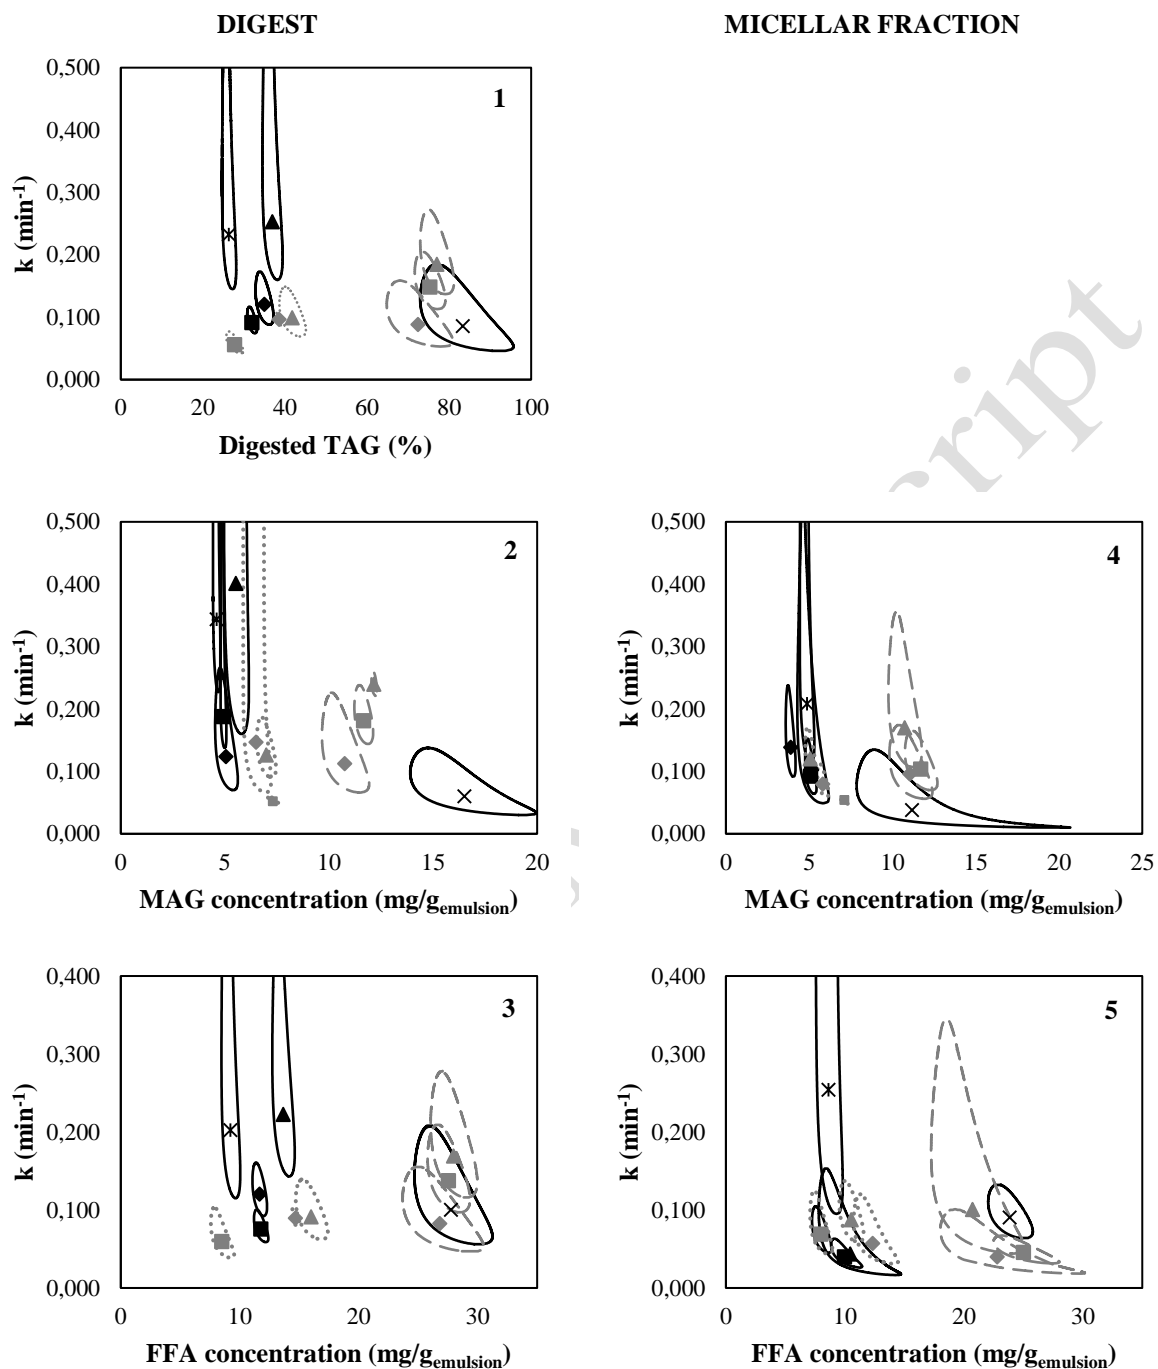 DIGEST
MICELLAR FRACTION
0,500
0,400
0,300
0,200
0,100
0,000
k (min-1)
1
0 20 40 60 80 100
Digested TAG (%)
cript
0,500
0,400
0,300
0,200
0,100
0,000
k (min-1)
2
0 5 10 15 20
MAG concentration (mg/gemulsion)
0,500
0,400
0,300
0,200
0,100
0,000
k (min-1)
4
0 5 10 15 20 25
MAG concentration (mg/gemulsion)
0,400
0,300
0,200
0,100
0,000
k (min-1)
3
0 10 20 30
FFA concentration (mg/gemulsion)
0,400
0,300
0,200
0,100
0,000
k (min-1)
5
0 10 20 30
FFA concentration (mg/gemulsion)